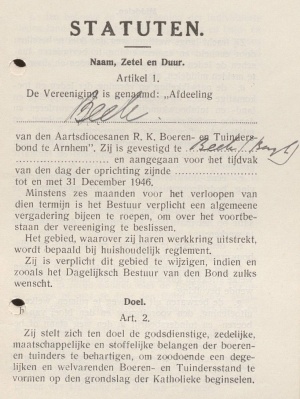 STATUTEN.
Naam, Zetel en Duur.
Artikel 1.
De Vereeniging is genaamd: „Afdeeling
Beek.
van den Aartsdiocesanen R. K. Boeren- en Tuinders-
bond te Arnhem". Zij is gevestigd te Beek (Bergh)
en aangegaan voor het tijdvak
van den dag der oprichting zijnde
tot en met 31 December 1946.
Minstens zes maanden voor het verloopen van
dien termijn is het Bestuur verplicht een algemeene
vergadering bijeen te roepen, om over het voortbe-
staan der vereeniging te beslissen.
Het gebied, waarover zij haren werkkring uitstrekt,
wordt bepaald bij huishoudelijk reglement.
Zij is verplicht dit gebied te wijzigen, indien en
zooals het Dagelijksch Bestuur van den Bond zulks
wenscht.
Doel.
Art. 2.
Zij stelt zich ten doel de godsdienstige, zedelijke,
maatschappelijke en stoffelijke belangen der boeren-
en tuinders te behartigen, om zoodoende een dege-
lijken en welvarenden Boeren- en Tuindersstand te
vormen op den grondslag der Katholieke beginselen.